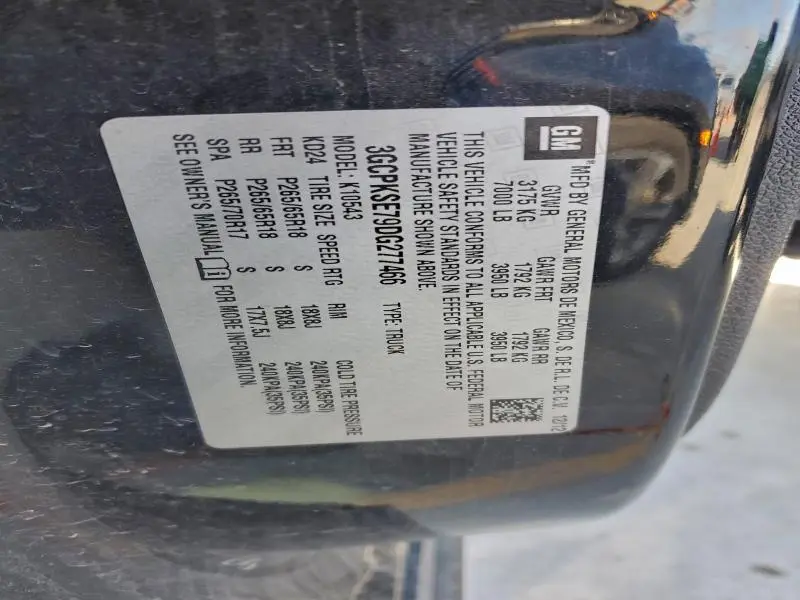 GM
MFD BY GENERAL MOTORS DE MEXICO, S. DE R.L. DE C.V. 12/12
GVWR GAWR FRT GAWR RR
3175 KG 1792 KG 1792 KG
7000 LB 3950 LB 3950 LB
THIS VEHICLE CONFORMS TO ALL APPLICABLE U.S. FEDERAL MOTOR
VEHICLE SAFETY STANDARDS IN EFFECT ON THE DATE OF
MANUFACTURE SHOWN ABOVE.
3GCPKSE79DG277466 TYPE: TRUCK
MODEL: K10543
KD24 TIRE SIZE SPEED RTG RIM COLD TIRE PRESSURE
FRT P265/65R18 S 18X8J 240KPA(35PSI)
RR P265/65R18 S 18X8J 240KPA(35PSI)
SPA P265/70R17 S 17X7.5J 240KPA(35PSI)
SEE OWNER'S MANUAL FOR MORE INFORMATION.